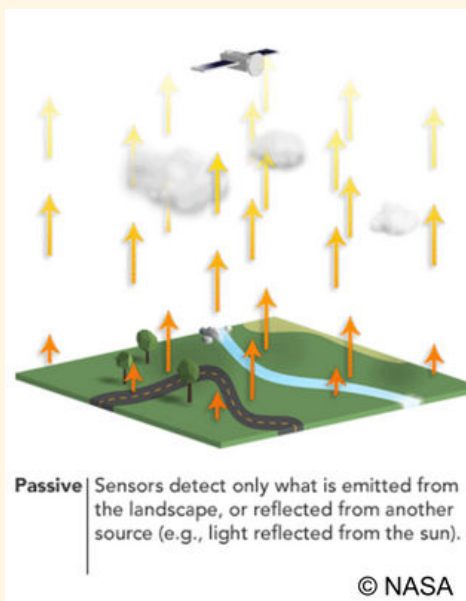 Passive Sensors detect only what is emitted from
the landscape, or reflected from another
source (e.g., light reflected from the sun).
© NASA